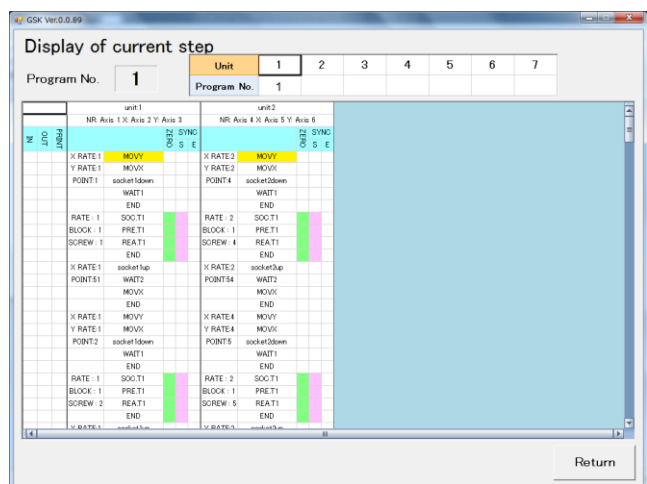 GSK Ver.0.0.89
Display of current step
Unit 1 2 3 4 5 6 7
Program No. 1
Program No. 1
unit:1 unit:2
NR: Axis 1 X: Axis 2 Y: Axis 3 NR: Axis 4 X: Axis 5 Y: Axis 6
IN OUT PRINT ZERO SYNC S E ZERO SYNC S E
X RATE:1 MOVY X RATE:2 MOVY
Y RATE:1 MOVX Y RATE:2 MOVX
POINT:1 socket1down POINT:4 socket2down
WAIT1 WAIT1
END END
RATE : 1 SOC.T1 RATE : 2 SOC.T1
BLOCK : 1 PRE.T1 BLOCK : 1 PRE.T1
SCREW : 1 REA.T1 SCREW : 4 REA.T1
END END
X RATE:1 socket1up X RATE:2 socket2up
POINT:51 WAIT2 POINT:54 WAIT2
MOVX MOVX
END END
X RATE:1 MOVY X RATE:4 MOVY
Y RATE:1 MOVX Y RATE:4 MOVX
POINT:2 socket1down POINT:5 socket2down
WAIT1 WAIT1
END END
RATE : 1 SOC.T1 RATE : 2 SOC.T1
BLOCK : 1 PRE.T1 BLOCK : 1 PRE.T1
SCREW : 2 REA.T1 SCREW : 5 REA.T1
END END
Return